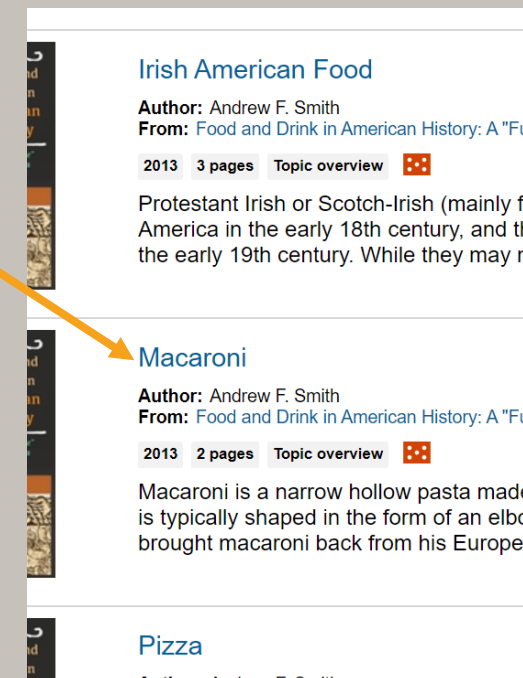 Irish American Food
Author: Andrew F. Smith
From: Food and Drink in American History: A "Fu
2013 3 pages Topic overview
Protestant Irish or Scotch-Irish (mainly f
America in the early 18th century, and th
the early 19th century. While they may
Macaroni
Author: Andrew F. Smith
From: Food and Drink in American History: A "Fu
2013 2 pages Topic overview
Macaroni is a narrow hollow pasta made
is typically shaped in the form of an elbo
brought macaroni back from his Europe
Pizza